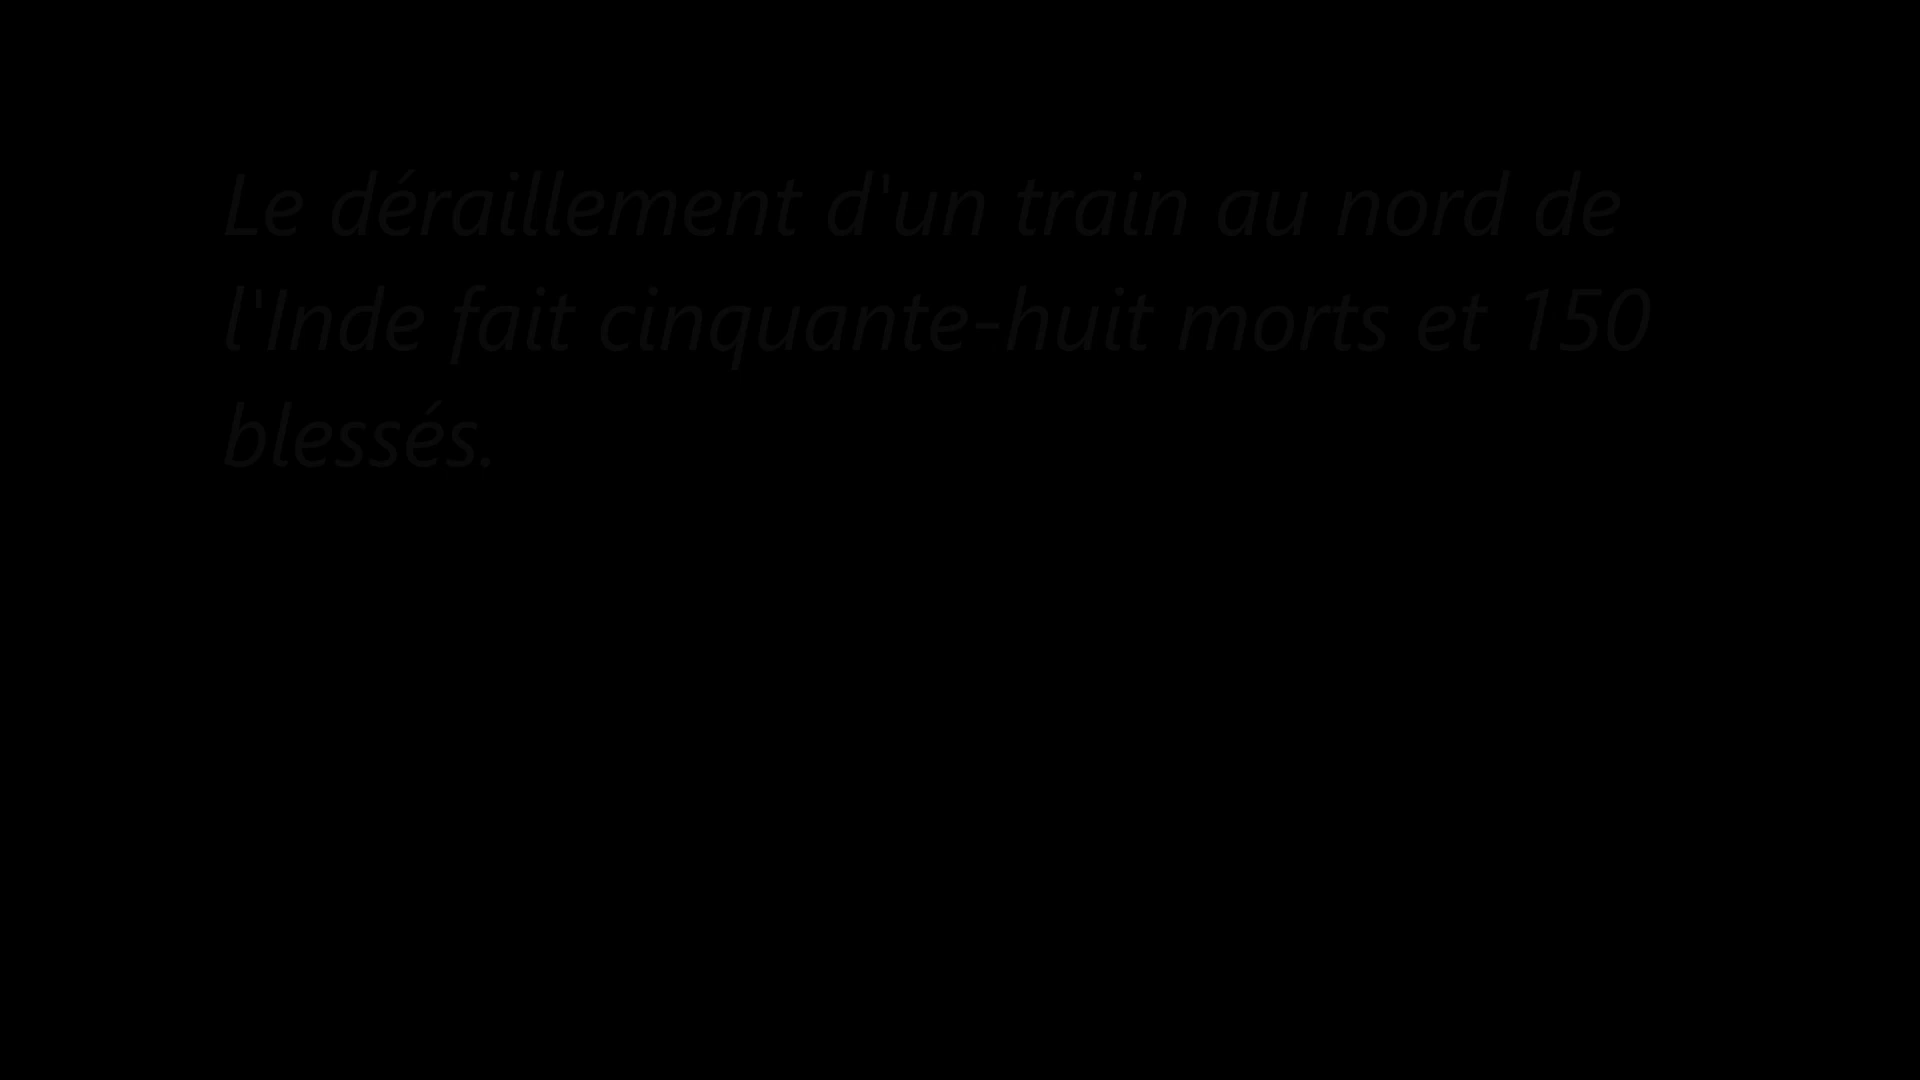 Le déraillement d'un train au nord de
l'Inde fait cinquante-huit morts et 150
blessés.